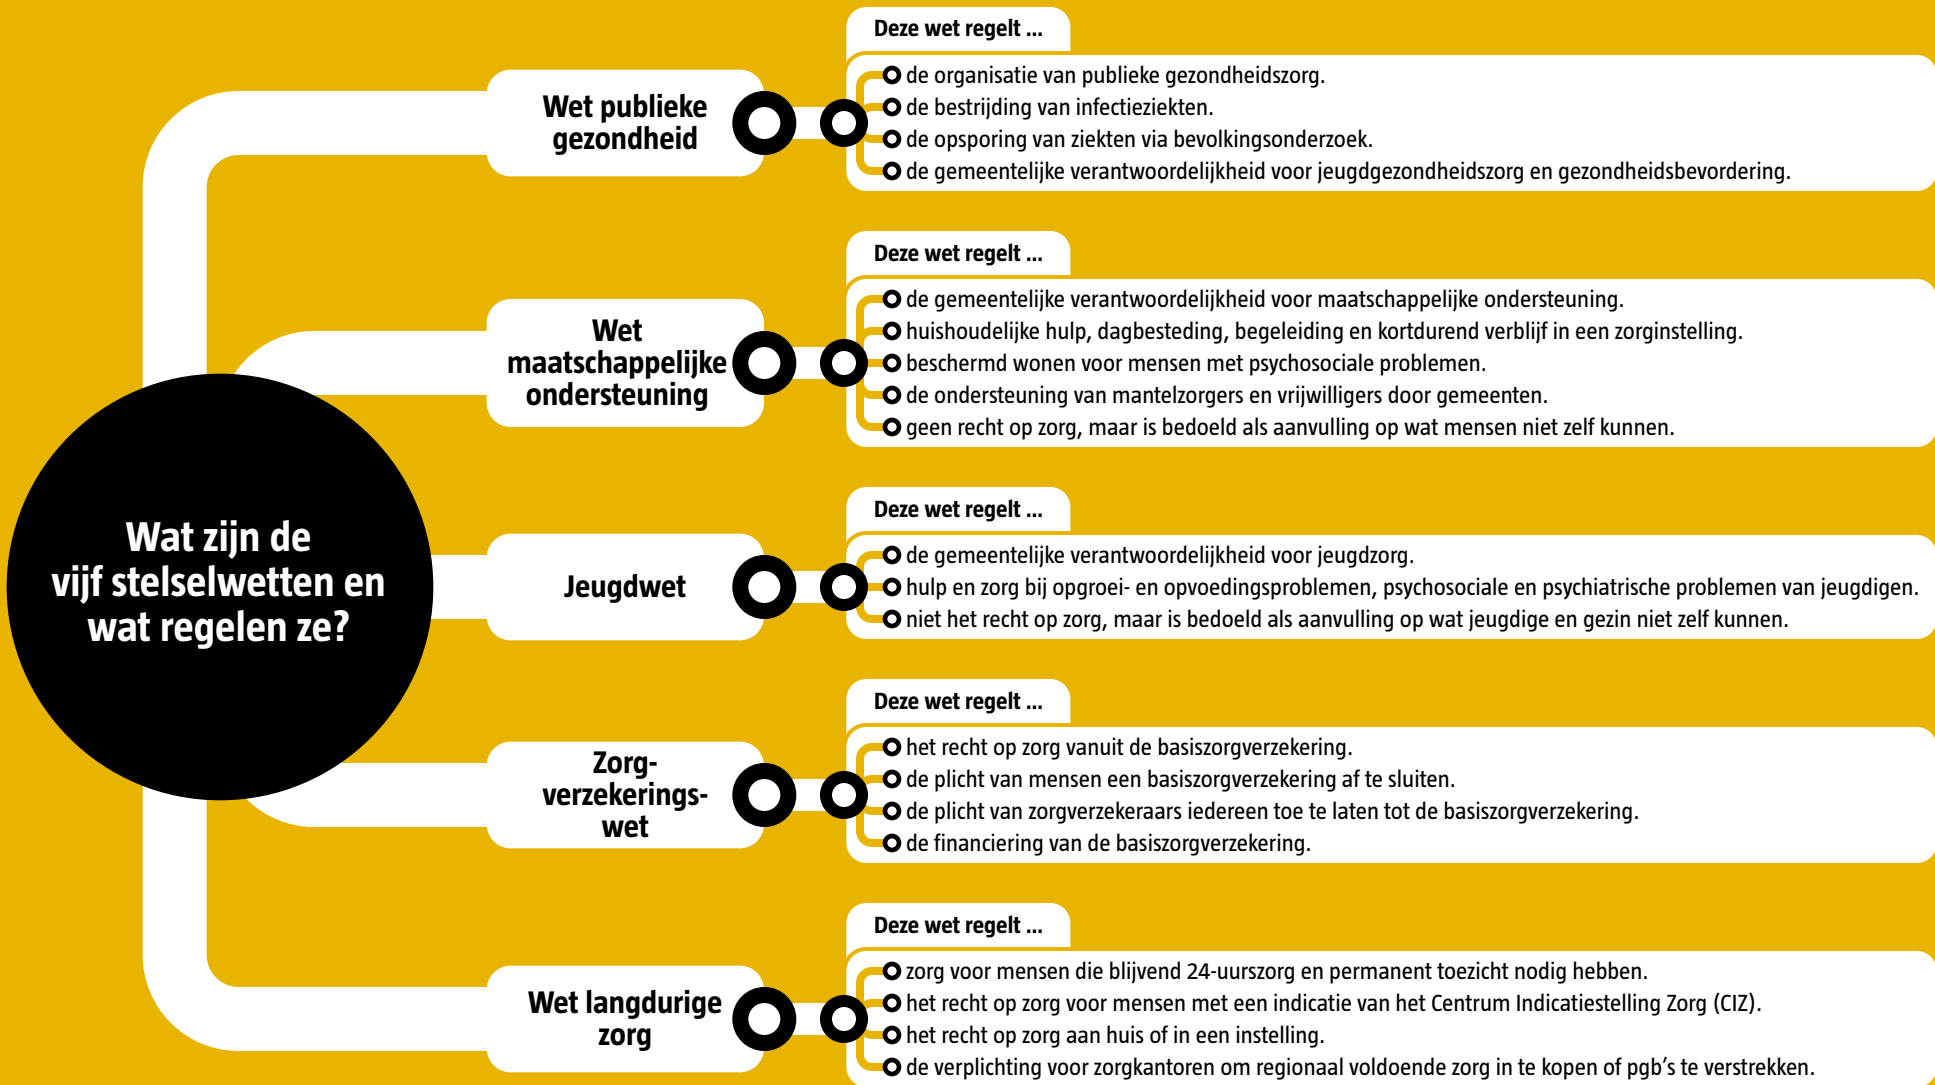 Wat zijn de
vijf stelselwetten en
wat regelen ze?
Wet publieke
gezondheid
Deze wet regelt ...
de organisatie van publieke gezondheidszorg.
de bestrijding van infectieziekten.
de opsporing van ziekten via bevolkingsonderzoek.
de gemeentelijke verantwoordelijkheid voor jeugdgezondheidszorg en gezondheidsbevordering.
Wet
maatschappelijke
ondersteuning
Deze wet regelt ...
de gemeentelijke verantwoordelijkheid voor maatschappelijke ondersteuning.
huishoudelijke hulp, dagbesteding, begeleiding en kortdurend verblijf in een zorginstelling.
beschermd wonen voor mensen met psychosociale problemen.
de ondersteuning van mantelzorgers en vrijwilligers door gemeenten.
geen recht op zorg, maar is bedoeld als aanvulling op wat mensen niet zelf kunnen.
Jeugdwet
Deze wet regelt ...
de gemeentelijke verantwoordelijkheid voor jeugdzorg.
hulp en zorg bij opgroei- en opvoedingsproblemen, psychosociale en psychiatrische problemen van jeugdigen.
niet het recht op zorg, maar is bedoeld als aanvulling op wat jeugdige en gezin niet zelf kunnen.
Zorg-
verzekerings-
wet
Deze wet regelt ...
het recht op zorg vanuit de basiszorgverzekering.
de plicht van mensen een basiszorgverzekering af te sluiten.
de plicht van zorgverzekeraars iedereen toe te laten tot de basiszorgverzekering.
de financiering van de basiszorgverzekering.
Wet langdurige
zorg
Deze wet regelt ...
zorg voor mensen die blijvend 24-uurszorg en permanent toezicht nodig hebben.
het recht op zorg voor mensen met een indicatie van het Centrum Indicatiestelling Zorg (CIZ).
het recht op zorg aan huis of in een instelling.
de verplichting voor zorgkantoren om regionaal voldoende zorg in te kopen of pgb's te verstrekken.